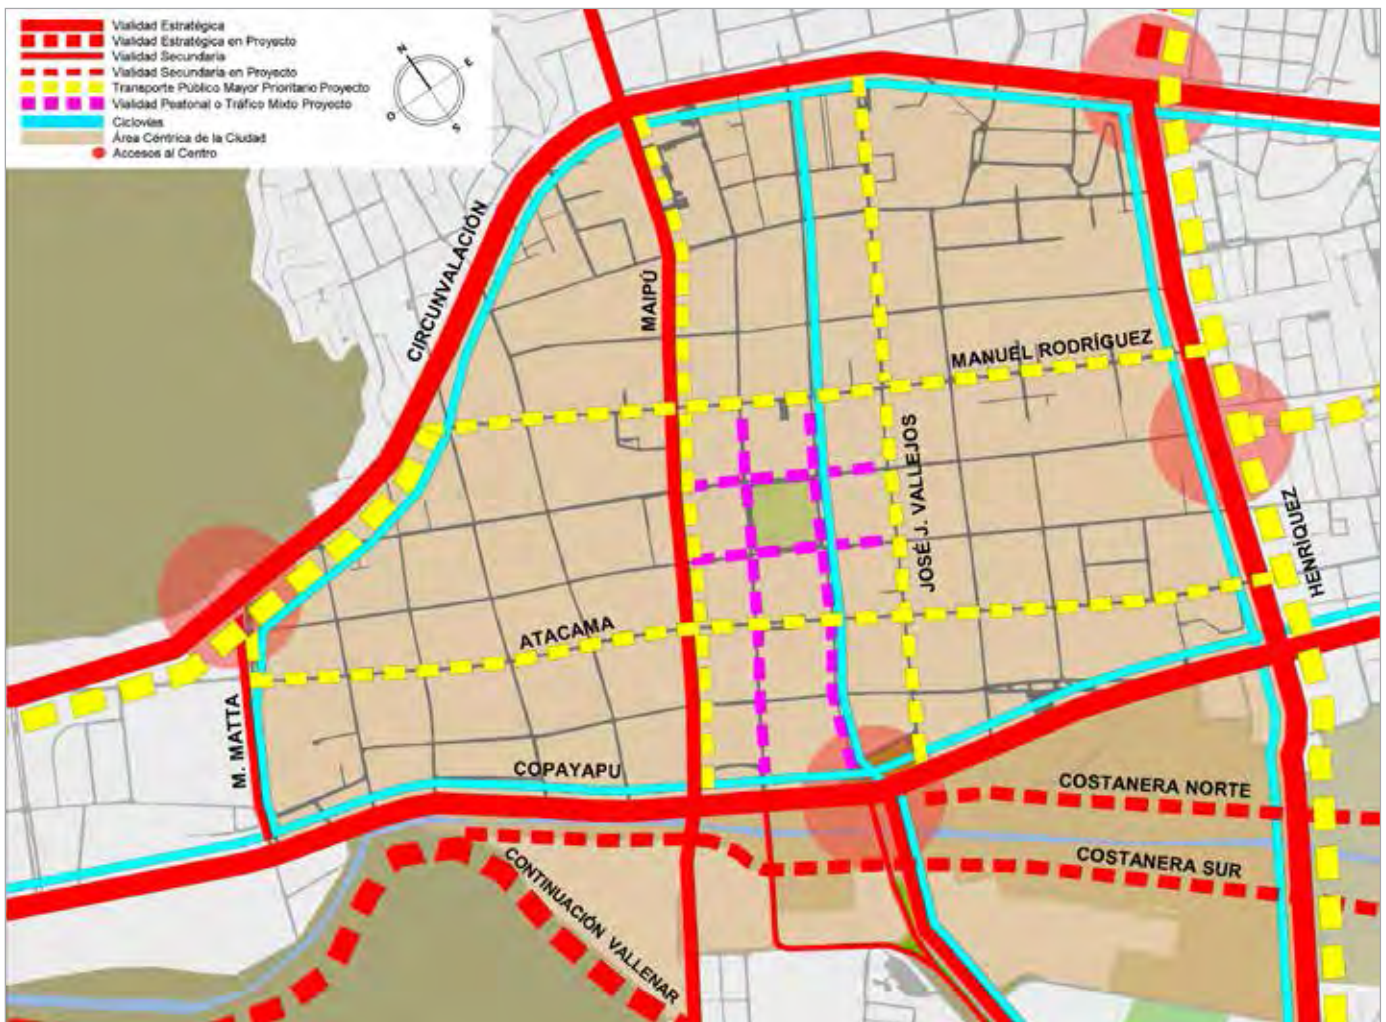 Vialidad Estratégica
Vialidad Estratégica en Proyecto
Vialidad Secundaria
Vialidad Secundaria en Proyecto
Transporte Público Mayor Prioritario Proyecto
Vialidad Peatonal o Tráfico Mixto Proyecto
Ciclovías
Área Céntrica de la Ciudad
Accesos al Centro
N
E
O
S
CIRCUNVALACIÓN
MAIPÚ
MANUEL RODRÍGUEZ
JOSÉ J. VALLEJOS
HENRÍQUEZ
ATACAMA
M. MATTA
COPAYAPU
COSTANERA NORTE
COSTANERA SUR
CONTINUACIÓN VALLENAR